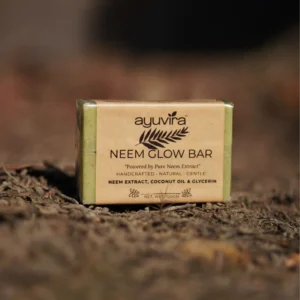 ayuvira
NEEM GLOW BAR
"Powered by Pure Neem Extract"
HANDCRAFTED - NATURAL - GENTLE
NEEM EXTRACT, COCONUT OIL & GLYCERIN